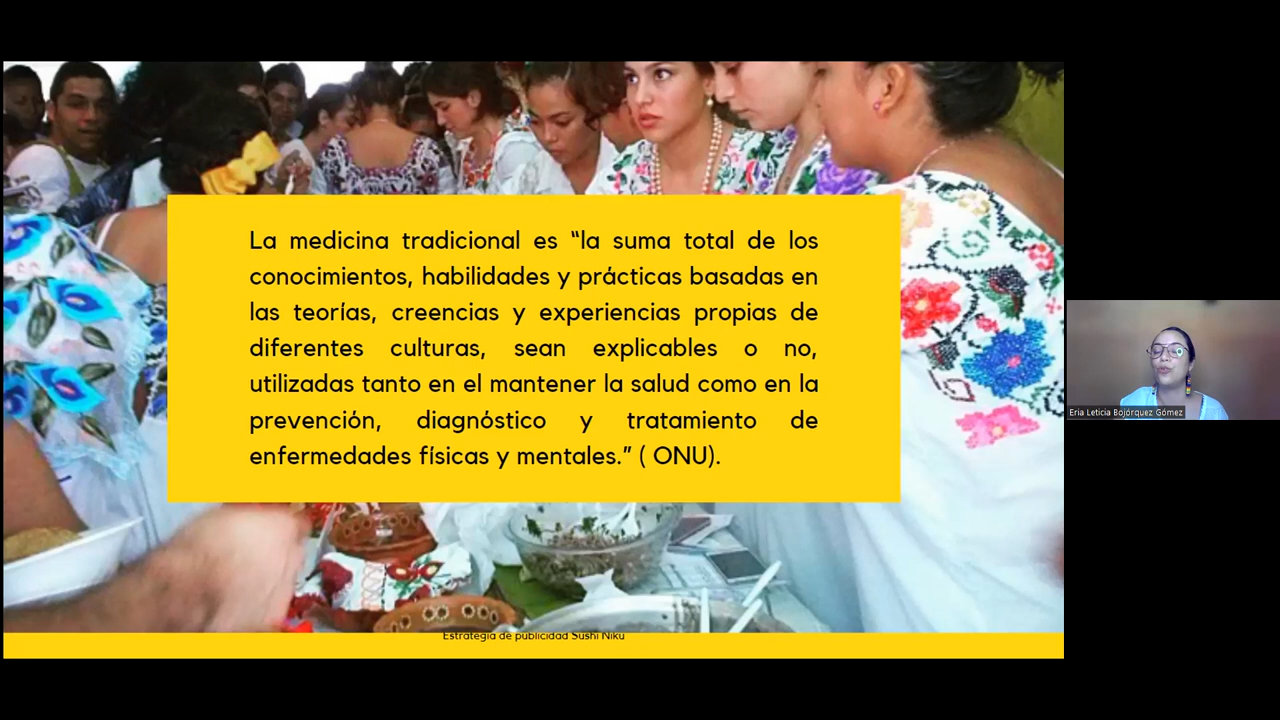 La medicina tradicional es “la suma total de los
conocimientos, habilidades y prácticas basadas en
las teorías, creencias y experiencias propias de
diferentes culturas, sean explicables o no,
utilizadas tanto en el mantener la salud como en la
prevención, diagnóstico y tratamiento de
enfermedades físicas y mentales.” ( ONU).
Estrategia de publicidad Sushi Niku
Eria Leticia Bojórquez Gómez